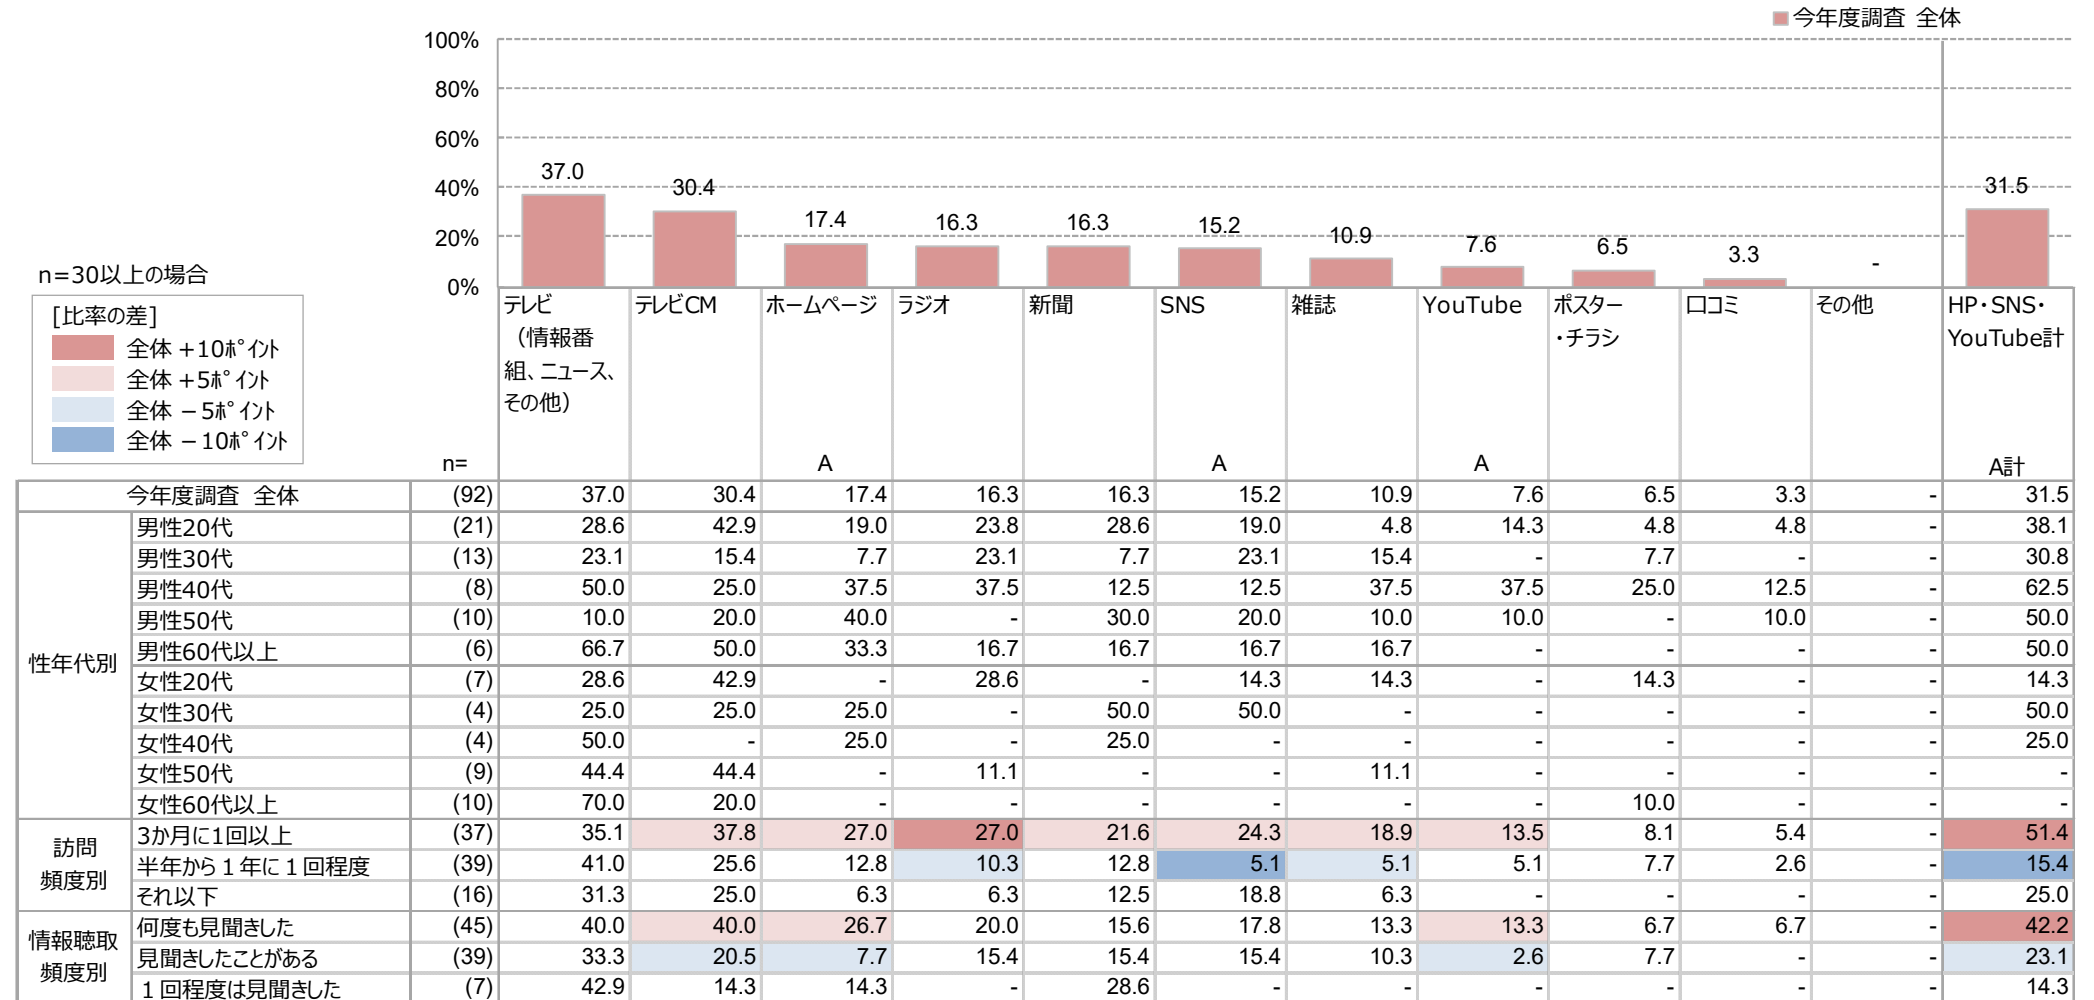 今年度調査 全体
100%
80%
60%
40%
20%
0%
37.0
30.4
17.4
16.3
16.3
15.2
10.9
7.6
6.5
3.3
-
31.5
n=30以上の場合
[比率の差]
全体 +10ﾎﾟｲﾝﾄ
全体 +5ﾎﾟｲﾝﾄ
全体 −5ﾎﾟｲﾝﾄ
全体 −10ﾎﾟｲﾝﾄ
テレビ
（情報番
組、ニュース、
その他）
テレビCM
ホームページ
ラジオ
新聞
SNS
雑誌
YouTube
ポスター
・チラシ
口コミ
その他
HP・SNS・
YouTube計
n=
A
A
A
A計
今年度調査 全体 (92) 37.0 30.4 17.4 16.3 16.3 15.2 10.9 7.6 6.5 3.3 - 31.5
性年代別
男性20代 (21) 28.6 42.9 19.0 23.8 28.6 19.0 4.8 14.3 4.8 4.8 - 38.1
男性30代 (13) 23.1 15.4 7.7 23.1 7.7 23.1 15.4 - 7.7 - - 30.8
男性40代 (8) 50.0 25.0 37.5 37.5 12.5 12.5 37.5 37.5 25.0 12.5 - 62.5
男性50代 (10) 10.0 20.0 40.0 - 30.0 20.0 10.0 10.0 - 10.0 - 50.0
男性60代以上 (6) 66.7 50.0 33.3 16.7 16.7 16.7 16.7 - - - - 50.0
女性20代 (7) 28.6 42.9 - 28.6 - 14.3 14.3 - 14.3 - - 14.3
女性30代 (4) 25.0 25.0 25.0 - 50.0 50.0 - - - - - 50.0
女性40代 (4) 50.0 - 25.0 - 25.0 - - - - - - 25.0
女性50代 (9) 44.4 44.4 - 11.1 - - 11.1 - - - - -
女性60代以上 (10) 70.0 20.0 - - - - - - 10.0 - - -
訪問
頻度別
3か月に1回以上 (37) 35.1 37.8 27.0 27.0 21.6 24.3 18.9 13.5 8.1 5.4 - 51.4
半年から１年に１回程度 (39) 41.0 25.6 12.8 10.3 12.8 5.1 5.1 5.1 7.7 2.6 - 15.4
それ以下 (16) 31.3 25.0 6.3 6.3 12.5 18.8 6.3 - - - - 25.0
情報聴取
頻度別
何度も見聞きした (45) 40.0 40.0 26.7 20.0 15.6 17.8 13.3 13.3 6.7 6.7 - 42.2
見聞きしたことがある (39) 33.3 20.5 7.7 15.4 15.4 15.4 10.3 2.6 7.7 - - 23.1
１回程度は見聞きした (7) 42.9 14.3 14.3 - 28.6 - - - - - - 14.3